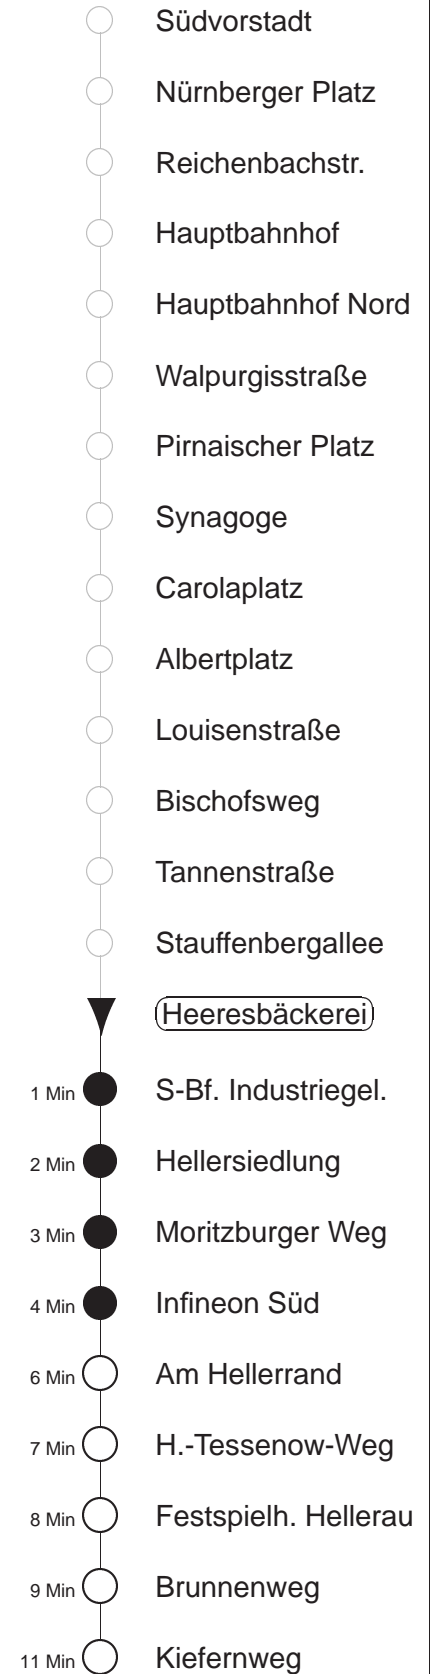 Südvorstadt
Nürnberger Platz
Reichenbachstr.
Hauptbahnhof
Hauptbahnhof Nord
Walpurgisstraße
Pirnaischer Platz
Synagoge
Carolaplatz
Albertplatz
Louisenstraße
Bischofsweg
Tannenstraße
Stauffenbergallee
Heeresbäckerei
1 Min S-Bf. Industriegel.
2 Min Hellersiedlung
3 Min Moritzburger Weg
4 Min Infineon Süd
6 Min Am Hellerrand
7 Min H.-Tessenow-Weg
8 Min Festspielh. Hellerau
9 Min Brunnenweg
11 Min Kiefernweg